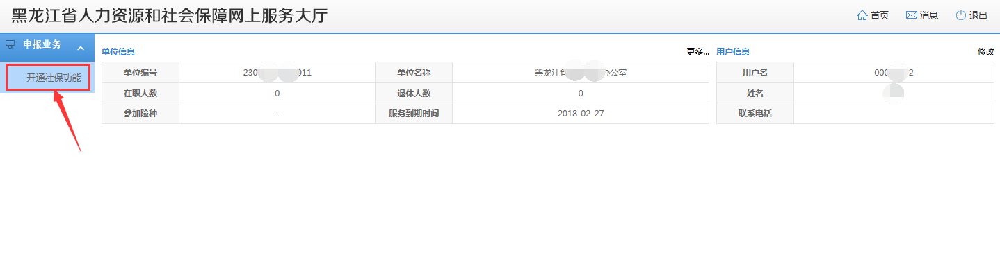 黑龙江省人力资源和社会保障网上服务大厅
首页 消息 退出
申报业务
开通社保功能
单位信息 更多...
单位编号 230 011 单位名称 黑龙江省 办公室
在职人数 0 退休人数 0
参加险种 -- 服务到期时间 2018-02-27
用户信息 修改
用户名 000 2
姓名
联系电话